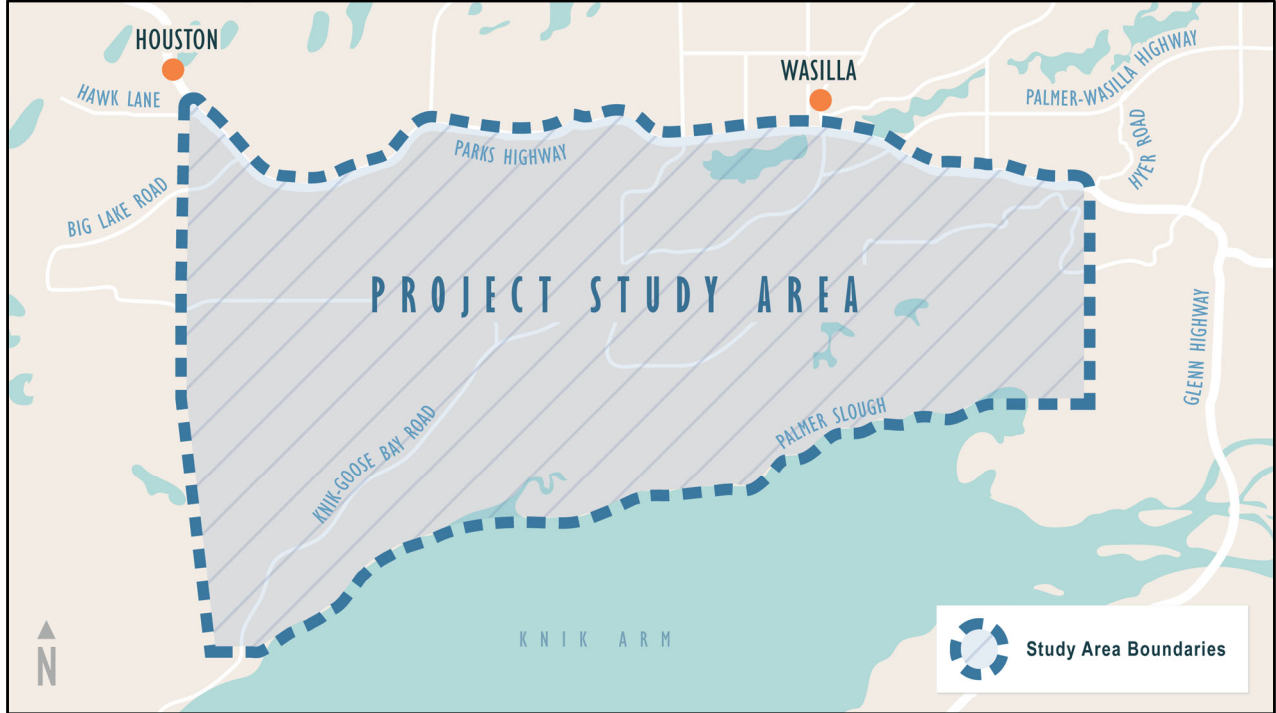 HOUSTON
HAWK LANE
WASILLA
PALMER-WASILLA HIGHWAY
HYER ROAD
PARKS HIGHWAY
BIG LAKE ROAD
PROJECT STUDY AREA
GLENN HIGHWAY
KNIK-GOOSE BAY ROAD
PALMER SLOUGH
KNIK ARM
N
Study Area Boundaries